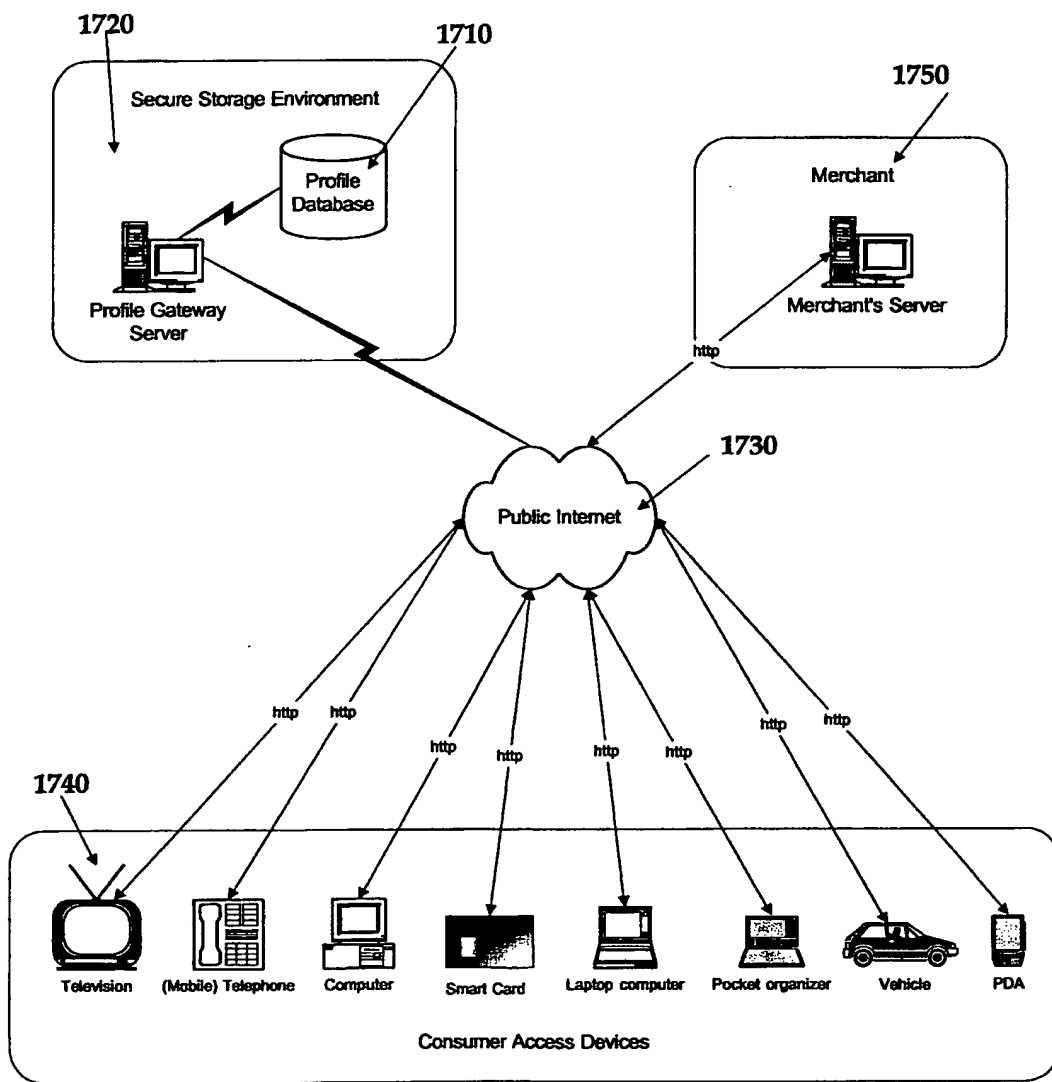 1720
1710
Secure Storage Environment
Profile
Database
Profile Gateway
Server
1750
Merchant
Merchant's Server
http
1730
Public Internet
http
http
http
http
http
http
http
http
1740
Television
(Mobile) Telephone
Computer
Smart Card
Laptop computer
Pocket organizer
Vehicle
PDA
Consumer Access Devices